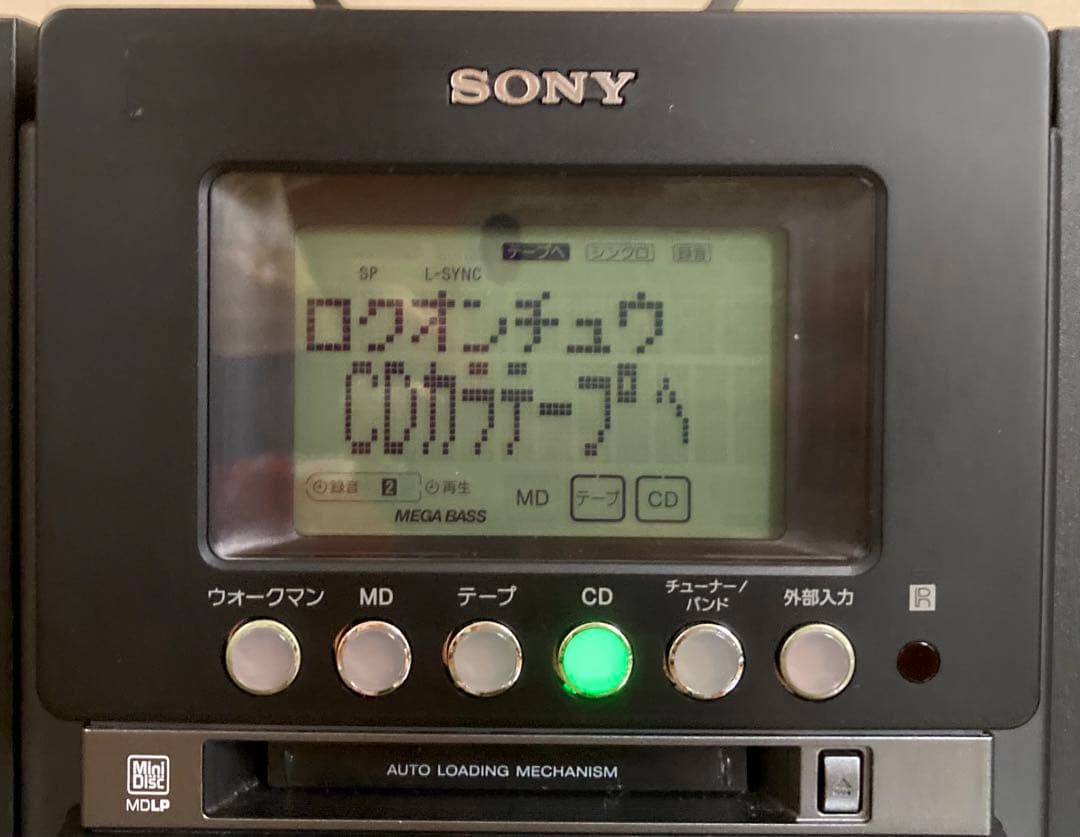 SONY
テープへ シンクロ 録音
SP L-SYNC
ロクオンチュウ
CDカラテープ ヘ
録音 2 再生 MD テープ CD
MEGA BASS
ウォークマン MD テープ CD チューナー/バンド 外部入力 R
Mini Disc
MDLP
AUTO LOADING MECHANISM